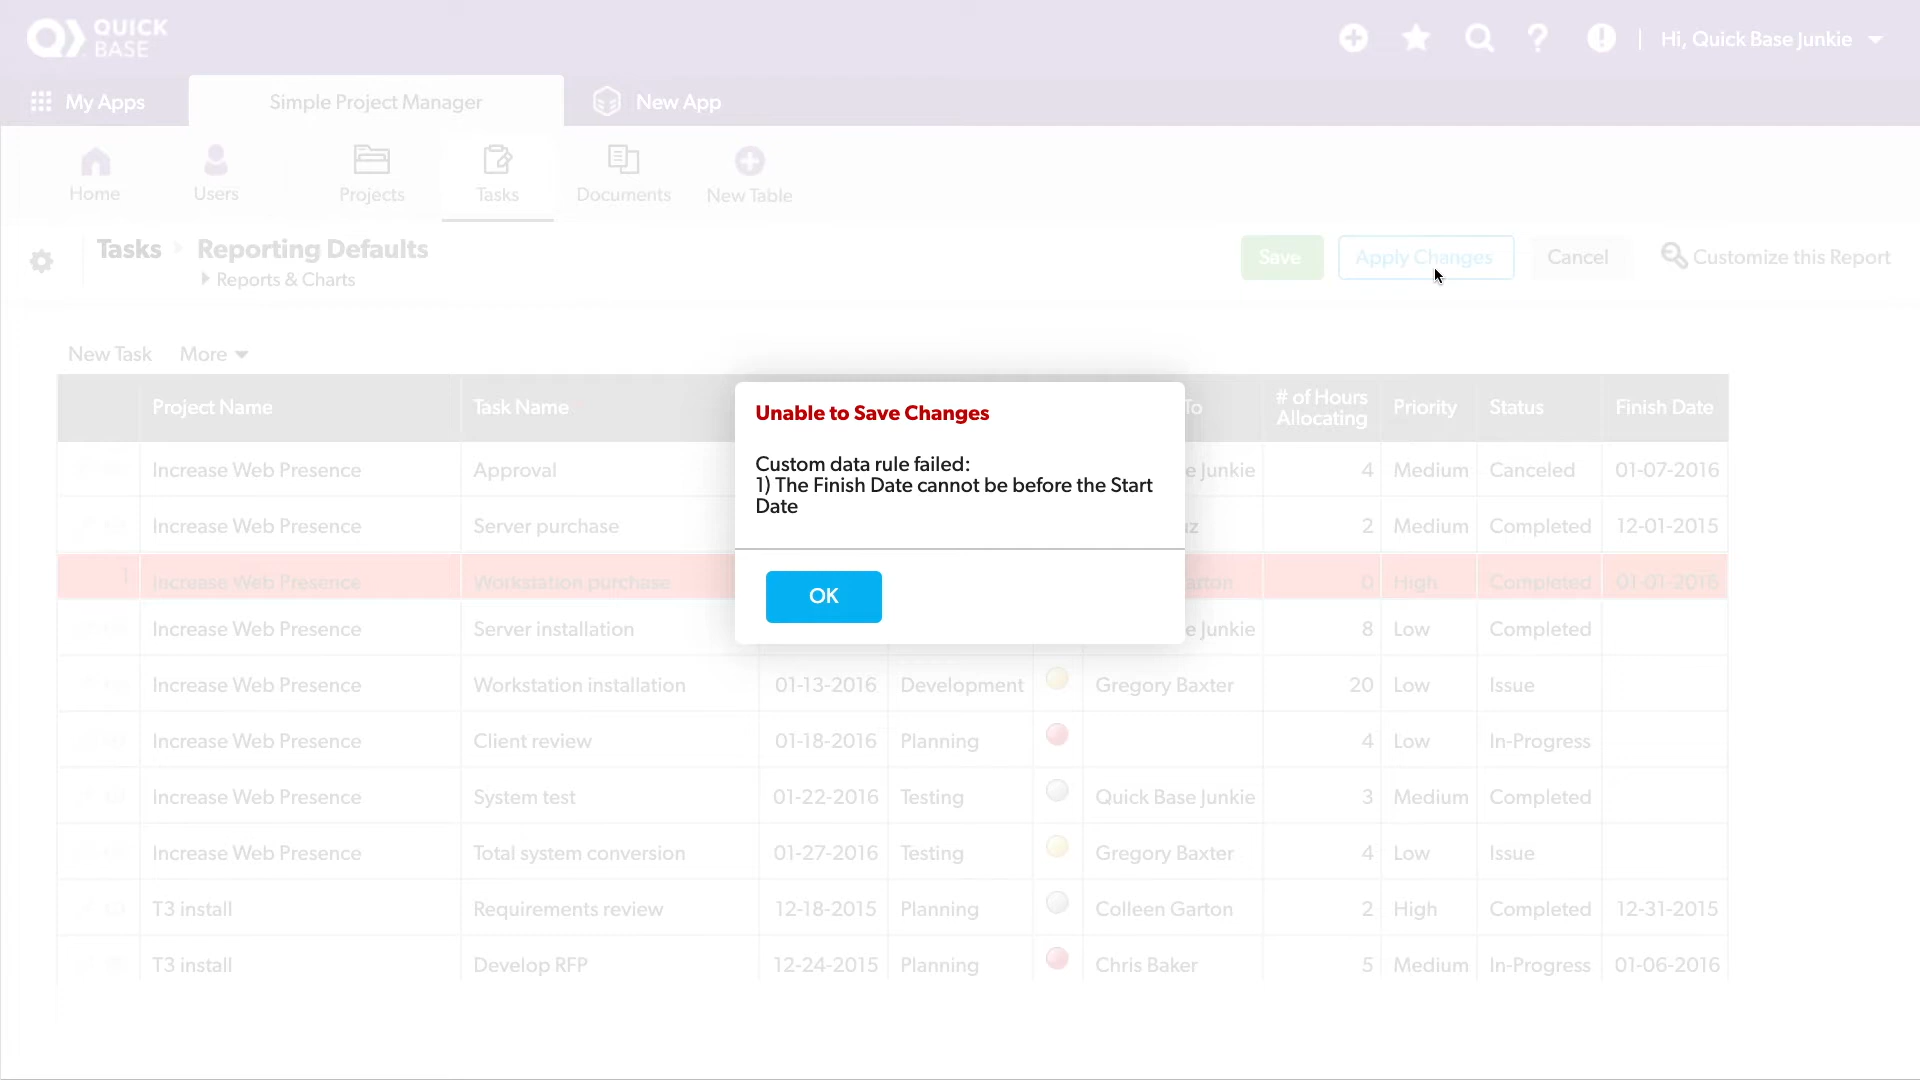 QUICK
BASE
Hi, Quick Base Junkie
My Apps
Simple Project Manager
New App
Home
Users
Projects
Tasks
Documents
New Table
Tasks
Reporting Defaults
Reports & Charts
Save
Apply Changes
Cancel
Customize this Report
New Task
More
Project Name
Task Name
To
# of Hours
Allocating
Priority
Status
Finish Date
Increase Web Presence Approval e Junkie 4 Medium Canceled 01-07-2016
Increase Web Presence Server purchase uz 2 Medium Completed 12-01-2015
Increase Web Presence Workstation purchase arton 0 High Completed 01-01-2016
Increase Web Presence Server installation e Junkie 8 Low Completed
Increase Web Presence Workstation installation 01-13-2016 Development Gregory Baxter 20 Low Issue
Increase Web Presence Client review 01-18-2016 Planning 4 Low In-Progress
Increase Web Presence System test 01-22-2016 Testing Quick Base Junkie 3 Medium Completed
Increase Web Presence Total system conversion 01-27-2016 Testing Gregory Baxter 4 Low Issue
T3 install Requirements review 12-18-2015 Planning Colleen Garton 2 High Completed 12-31-2015
T3 install Develop RFP 12-24-2015 Planning Chris Baker 5 Medium In-Progress 01-06-2016
Unable to Save Changes
Custom data rule failed:
1) The Finish Date cannot be before the Start
Date
OK